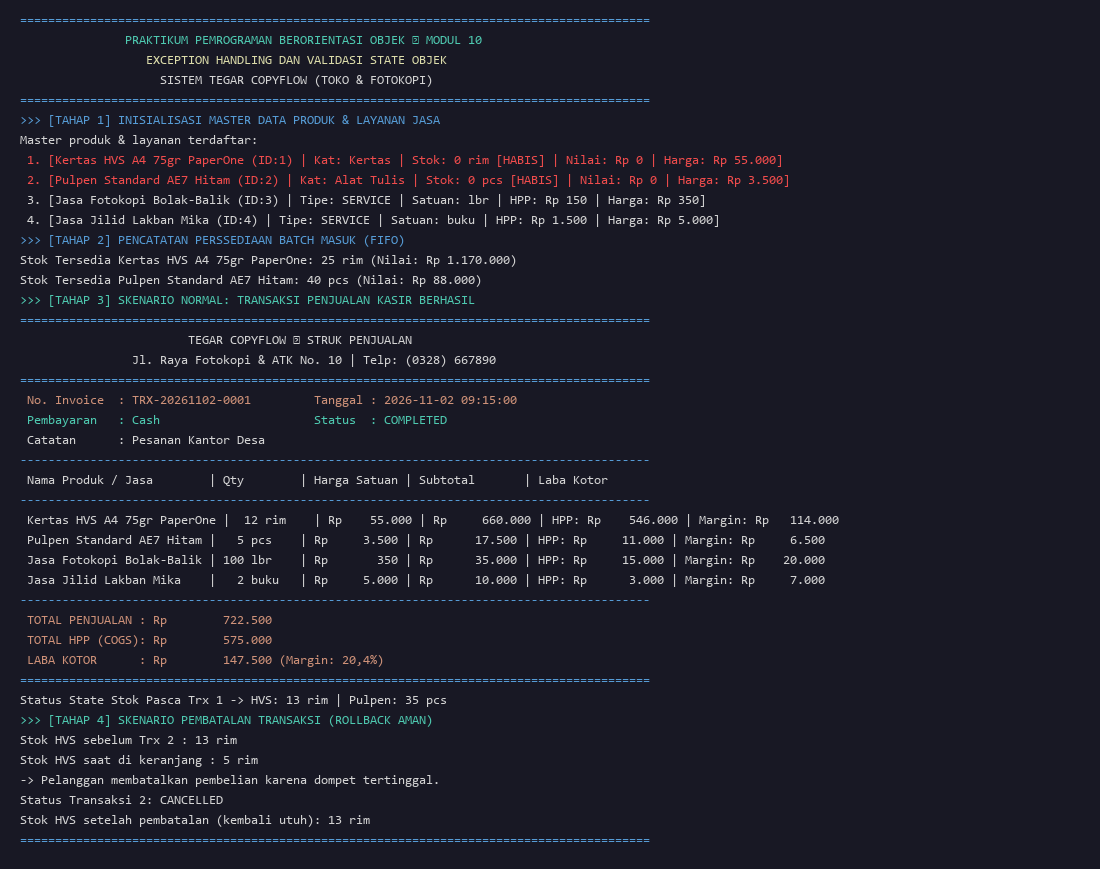 ==========================================================================================
PRAKTIKUM PEMROGRAMAN BERORIENTASI OBJEK ▯ MODUL 10
EXCEPTION HANDLING DAN VALIDASI STATE OBJEK
SISTEM TEGAR COPYFLOW (TOKO & FOTOKOPI)
==========================================================================================
>>> [TAHAP 1] INISIALISASI MASTER DATA PRODUK & LAYANAN JASA
Master produk & layanan terdaftar:
1. [Kertas HVS A4 75gr PaperOne (ID:1) | Kat: Kertas | Stok: 0 rim [HABIS] | Nilai: Rp 0 | Harga: Rp 55.000]
2. [Pulpen Standard AE7 Hitam (ID:2) | Kat: Alat Tulis | Stok: 0 pcs [HABIS] | Nilai: Rp 0 | Harga: Rp 3.500]
3. [Jasa Fotokopi Bolak-Balik (ID:3) | Tipe: SERVICE | Satuan: lbr | HPP: Rp 150 | Harga: Rp 350]
4. [Jasa Jilid Lakban Mika (ID:4) | Tipe: SERVICE | Satuan: buku | HPP: Rp 1.500 | Harga: Rp 5.000]
>>> [TAHAP 2] PENCATATAN PERSSEDIAAN BATCH MASUK (FIFO)
Stok Tersedia Kertas HVS A4 75gr PaperOne: 25 rim (Nilai: Rp 1.170.000)
Stok Tersedia Pulpen Standard AE7 Hitam: 40 pcs (Nilai: Rp 88.000)
>>> [TAHAP 3] SKENARIO NORMAL: TRANSAKSI PENJUALAN KASIR BERHASIL
==========================================================================================
TEGAR COPYFLOW ▯ STRUK PENJUALAN
Jl. Raya Fotokopi & ATK No. 10 | Telp: (0328) 667890
==========================================================================================
No. Invoice  : TRX-20261102-0001         Tanggal : 2026-11-02 09:15:00
Pembayaran   : Cash                      Status  : COMPLETED
Catatan      : Pesanan Kantor Desa
------------------------------------------------------------------------------------------
Nama Produk / Jasa        | Qty        | Harga Satuan | Subtotal       | Laba Kotor
------------------------------------------------------------------------------------------
Kertas HVS A4 75gr PaperOne |  12 rim    | Rp    55.000 | Rp     660.000 | HPP: Rp    546.000 | Margin: Rp   114.000
Pulpen Standard AE7 Hitam |   5 pcs    | Rp     3.500 | Rp      17.500 | HPP: Rp     11.000 | Margin: Rp     6.500
Jasa Fotokopi Bolak-Balik | 100 lbr    | Rp       350 | Rp      35.000 | HPP: Rp     15.000 | Margin: Rp    20.000
Jasa Jilid Lakban Mika    |   2 buku   | Rp     5.000 | Rp      10.000 | HPP: Rp      3.000 | Margin: Rp     7.000
------------------------------------------------------------------------------------------
TOTAL PENJUALAN : Rp        722.500
TOTAL HPP (COGS): Rp        575.000
LABA KOTOR      : Rp        147.500 (Margin: 20,4%)
==========================================================================================
Status State Stok Pasca Trx 1 -> HVS: 13 rim | Pulpen: 35 pcs
>>> [TAHAP 4] SKENARIO PEMBATALAN TRANSAKSI (ROLLBACK AMAN)
Stok HVS sebelum Trx 2 : 13 rim
Stok HVS saat di keranjang : 5 rim
-> Pelanggan membatalkan pembelian karena dompet tertinggal.
Status Transaksi 2: CANCELLED
Stok HVS setelah pembatalan (kembali utuh): 13 rim
==========================================================================================